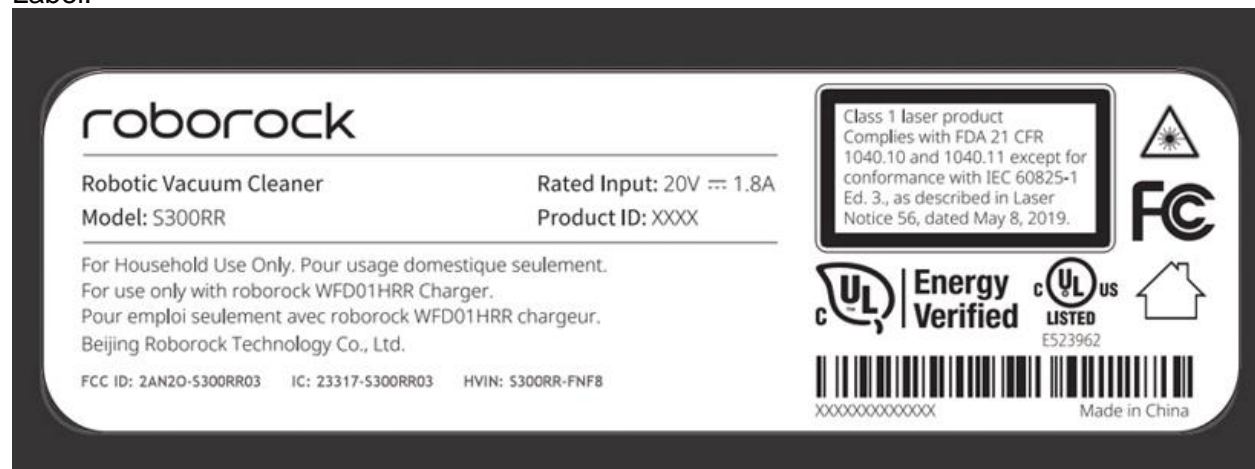 Label:
roborock
Robotic Vacuum Cleaner
Rated Input: 20V ⎓ 1.8A
Model: S300RR
Product ID: XXXX
For Household Use Only. Pour usage domestique seulement.
For use only with roborock WFD01HRR Charger.
Pour emploi seulement avec roborock WFD01HRR chargeur.
Beijing Roborock Technology Co., Ltd.
FCC ID: 2AN2O-S300RR03 IC: 23317-S300RR03 HVIN: S300RR-FNF8
Class 1 laser product
Complies with FDA 21 CFR
1040.10 and 1040.11 except for
conformance with IEC 60825-1
Ed. 3., as described in Laser
Notice 56, dated May 8, 2019.
FC
C UL Energy
Verified
C UL US
LISTED
E523962
XXXXXXXXXXXXX
Made in China